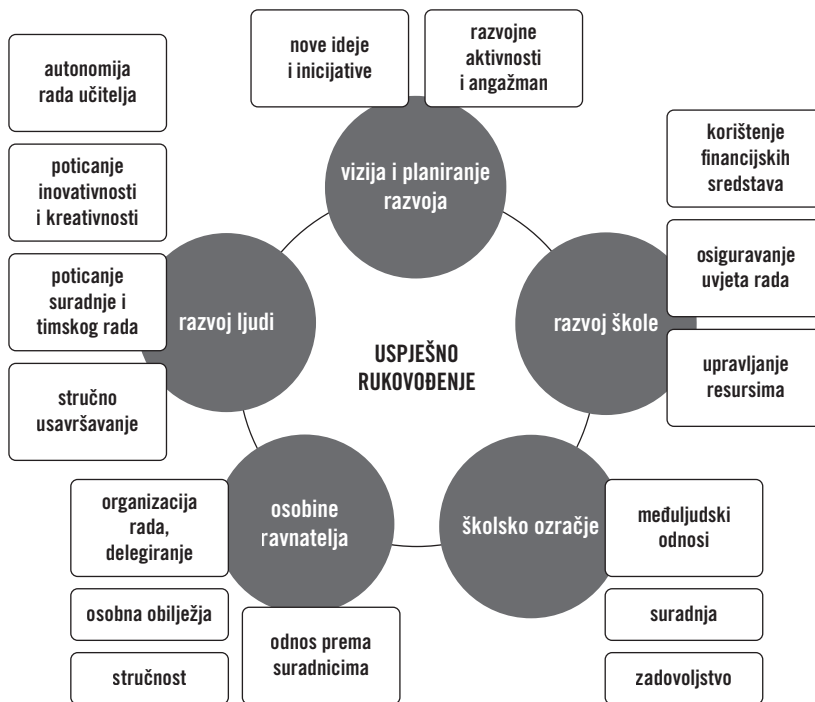 nove ideje
i inicijative
razvojne
aktivnosti
i angažman
vizija i planiranje
razvoja
autonomija
rada učitelja
poticanje
inovativnosti
i kreativnosti
poticanje
suradnje i
timskog rada
stručno
usavršavanje
razvoj ljudi
USPJEŠNO
RUKOVOĐENJE
razvoj škole
korištenje
financijskih
sredstava
osiguravanje
uvjeta rada
upravljanje
resursima
organizacija
rada,
delegiranje
osobna obilježja
stručnost
odnos prema
suradnicima
osobine
ravnatelja
školsko ozračje
međuljudski
odnosi
suradnja
zadovoljstvo